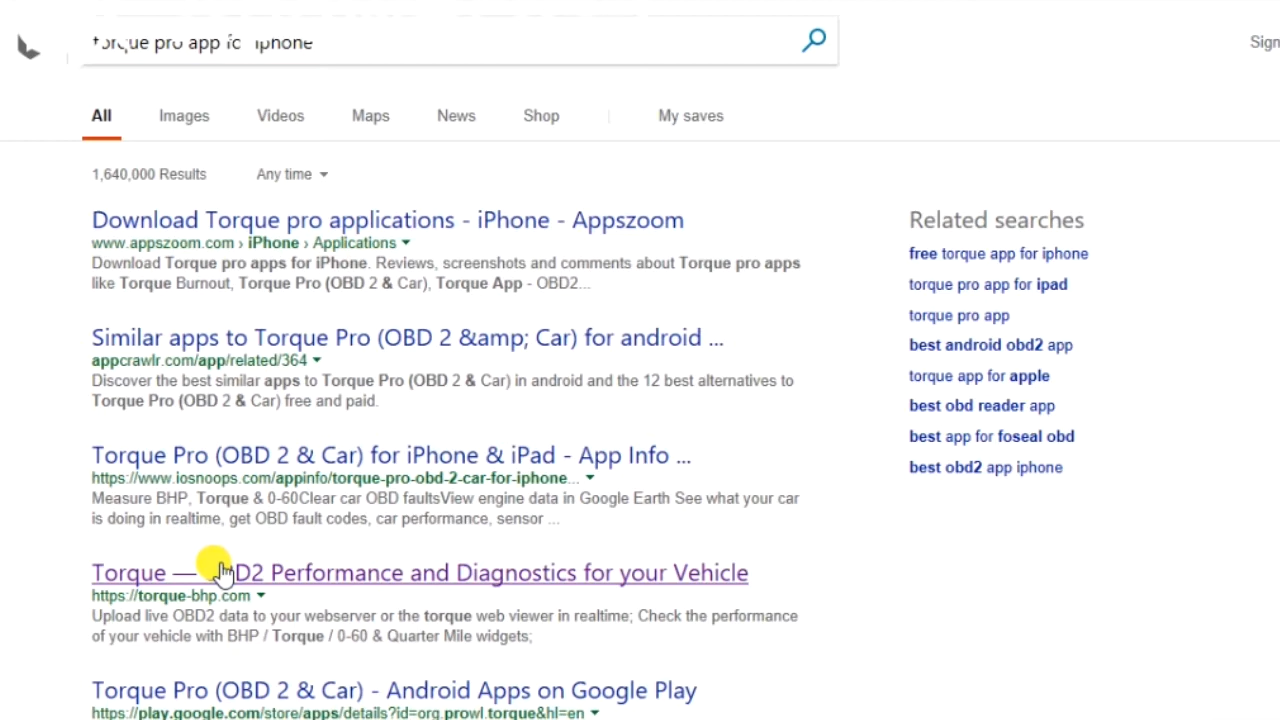 torque pro app for iphone
Sign
All Images Videos Maps News Shop | My saves
1,640,000 Results Any time
Download Torque pro applications - iPhone - Appszoom
www.appszoom.com › iPhone › Applications
Download Torque pro apps for iPhone. Reviews, screenshots and comments about Torque pro apps
like Torque Burnout, Torque Pro (OBD 2 & Car), Torque App - OBD2...
Similar apps to Torque Pro (OBD 2 &amp; Car) for android ...
appcrawlr.com/app/related/364
Discover the best similar apps to Torque Pro (OBD 2 & Car) in android and the 12 best alternatives to
Torque Pro (OBD 2 & Car) free and paid.
Torque Pro (OBD 2 & Car) for iPhone & iPad - App Info ...
https://www.iosnoops.com/appinfo/torque-pro-obd-2-car-for-iphone...
Measure BHP, Torque & 0-60Clear car OBD faultsView engine data in Google Earth See what your car
is doing in realtime, get OBD fault codes, car performance, sensor ...
Torque — OBD2 Performance and Diagnostics for your Vehicle
https://torque-bhp.com
Upload live OBD2 data to your webserver or the torque web viewer in realtime; Check the performance
of your vehicle with BHP / Torque / 0-60 & Quarter Mile widgets;
Torque Pro (OBD 2 & Car) - Android Apps on Google Play
https://play.google.com/store/apps/details?id=org.prowl.torque&hl=en
Related searches
free torque app for iphone
torque pro app for ipad
torque pro app
best android obd2 app
torque app for apple
best obd reader app
best app for foseal obd
best obd2 app iphone